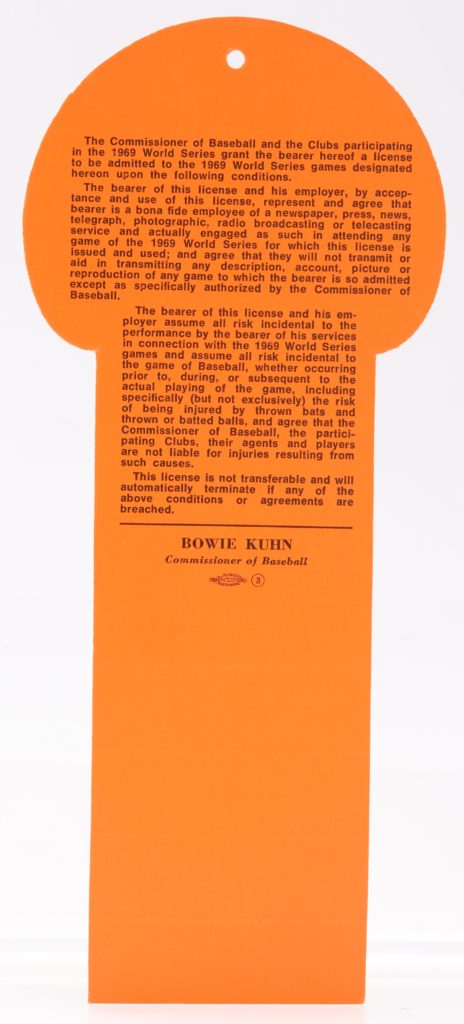 The Commissioner of Baseball and the Clubs participating
in the 1969 World Series grant the bearer hereof a license
to be admitted to the 1969 World Series games designated
hereon upon the following conditions.
The bearer of this license and his employer, by accep-
tance and use of this license, represent and agree that
bearer is a bona fide employee of a newspaper, press, news,
telegraph, photographic, radio broadcasting or telecasting
service and actually engaged as such in attending any
game of the 1969 World Series for which this license is
issued and used; and agree that they will not transmit or
aid in transmitting any description, account, picture or
reproduction of any game to which the bearer is so admitted
except as specifically authorized by the Commissioner of
Baseball.
The bearer of this license and his em-
ployer assume all risk incidental to the
performance by the bearer of his services
in connection with the 1969 World Series
games and assume all risk incidental to
the game of Baseball, whether occurring
prior to, during, or subsequent to the
actual playing of the game, including
specifically (but not exclusively) the risk
of being injured by thrown bats and
thrown or batted balls, and agree that the
Commissioner of Baseball, the partici-
pating Clubs, their agents and players
are not liable for injuries resulting from
such causes.
This license is not transferable and will
automatically terminate if any of the
above conditions or agreements are
breached.
BOWIE KUHN
Commissioner of Baseball
3